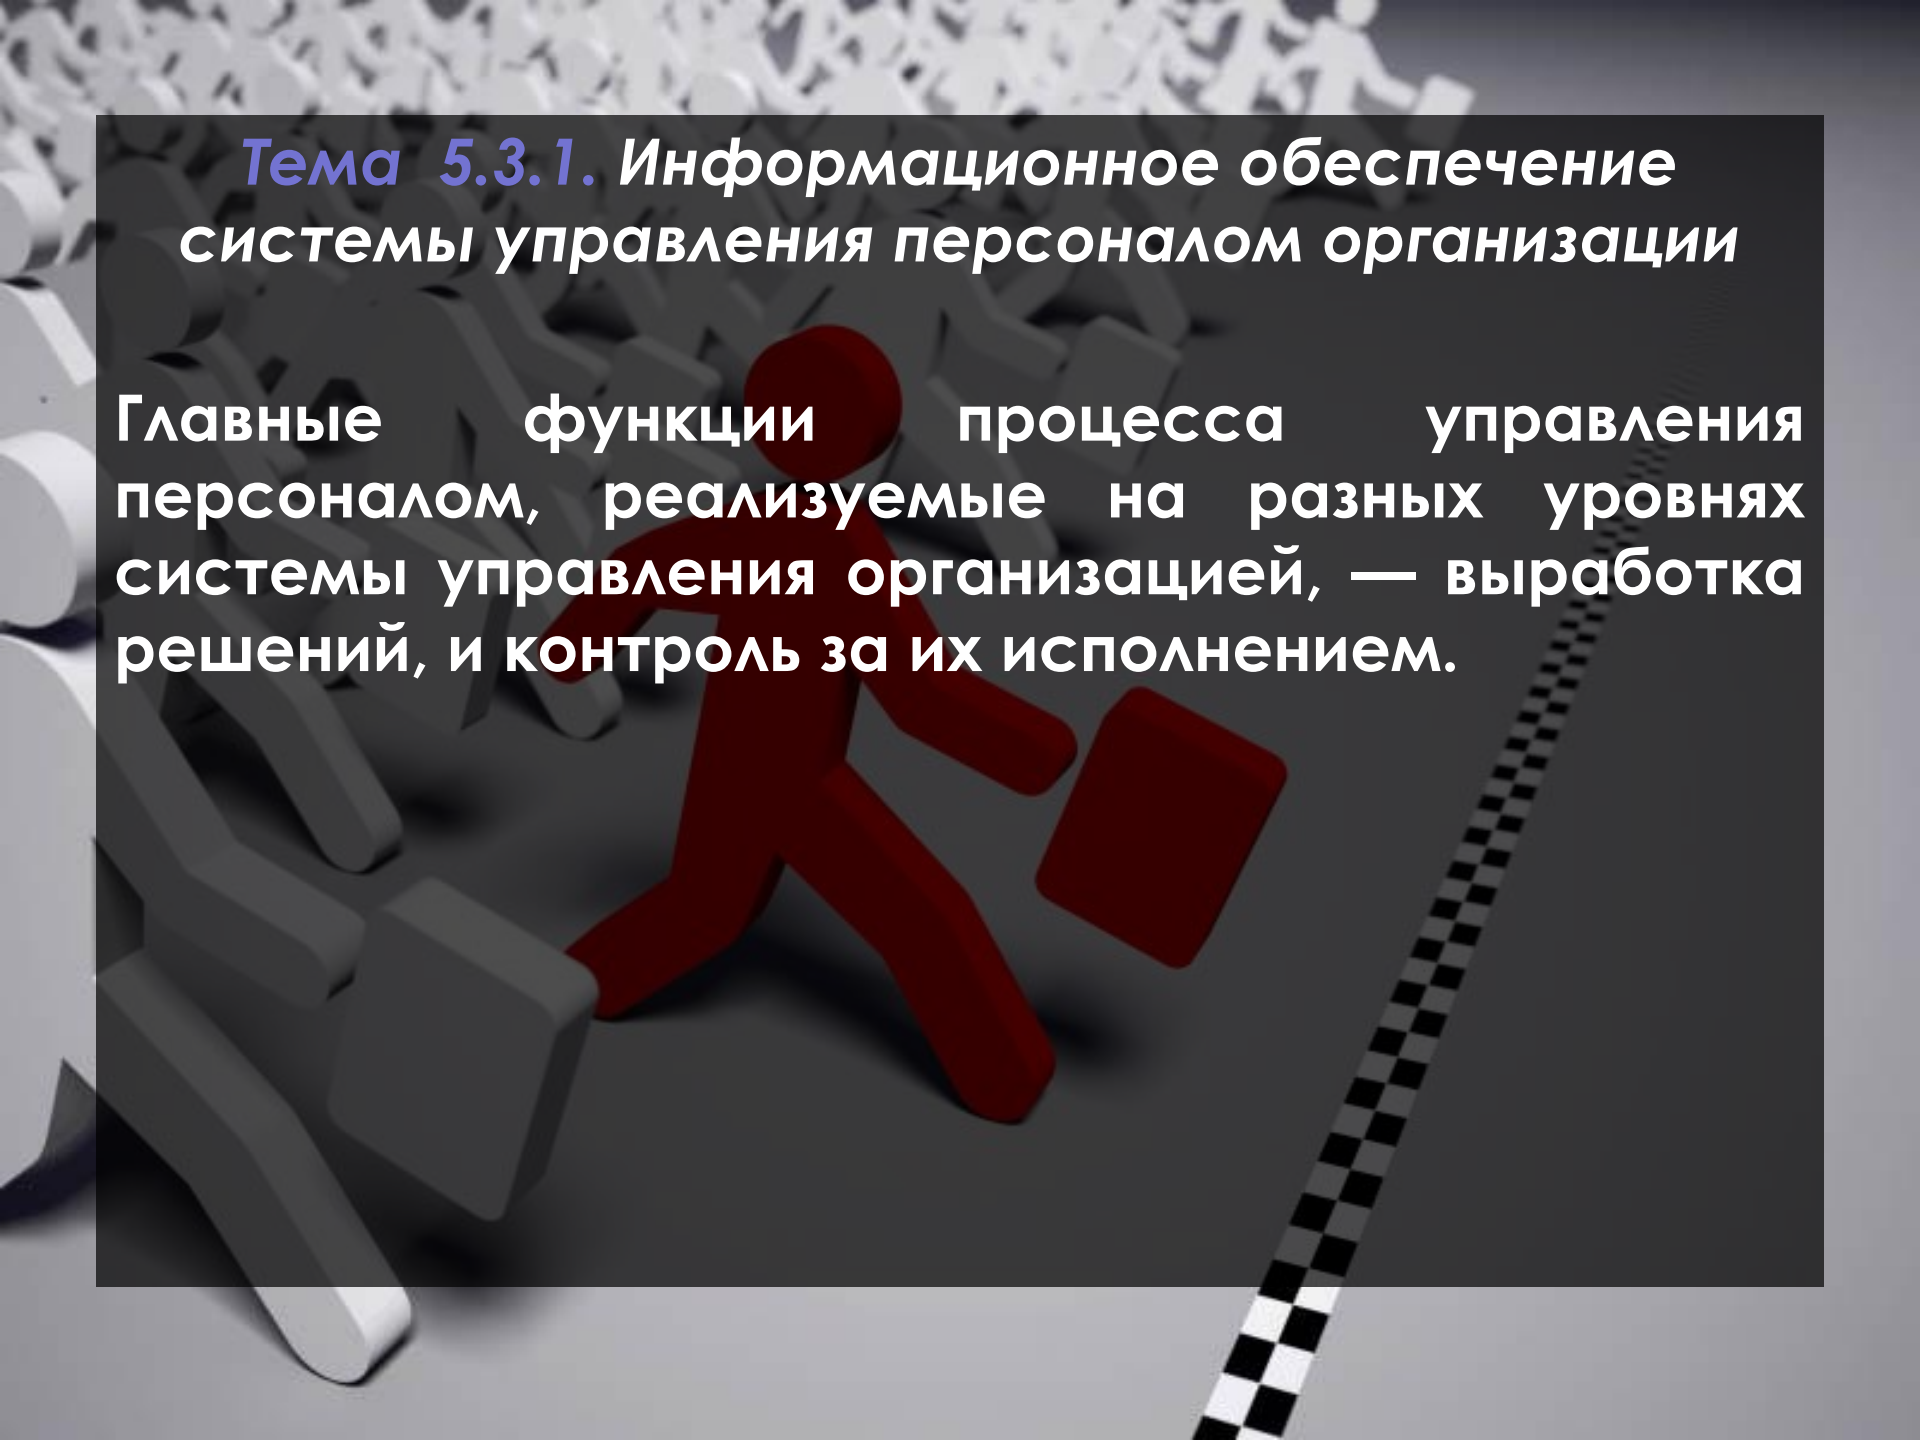 Тема 5.3.1. Информационное обеспечение
системы управления персоналом организации
Главные функции процесса управления
персоналом, реализуемые на разных уровнях
системы управления организацией, — выработка
решений, и контроль за их исполнением.